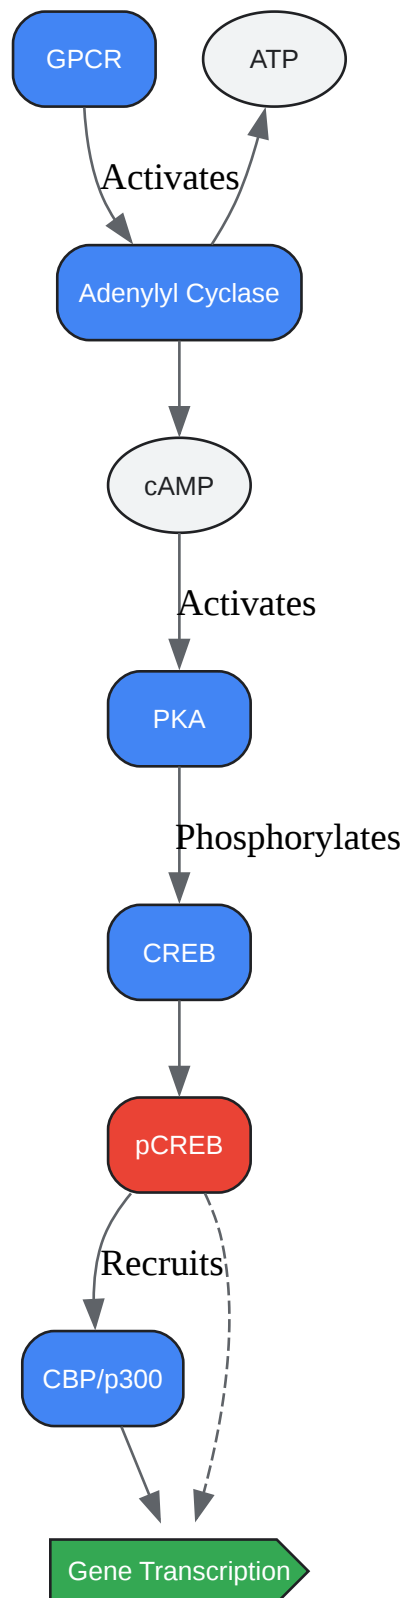 GPCR
ATP
Activates
Adenylyl Cyclase
cAMP
Activates
PKA
Phosphorylates
CREB
pCREB
Recruits
CBP/p300
Gene Transcription